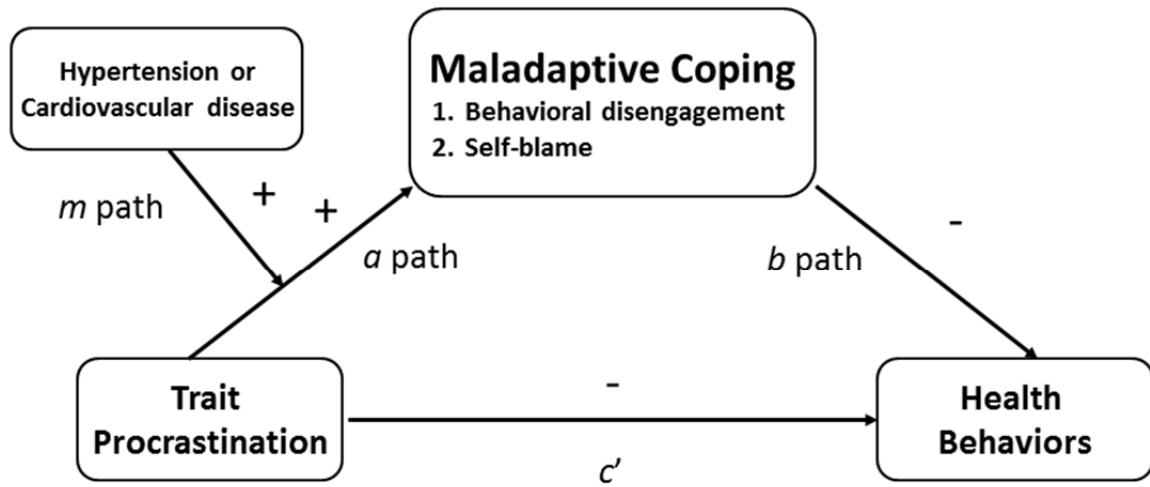 Hypertension or
Cardiovascular disease
Maladaptive Coping
1. Behavioral disengagement
2. Self-blame
m path
+
+
a path
b path
-
Trait
Procrastination
-
c’
Health
Behaviors